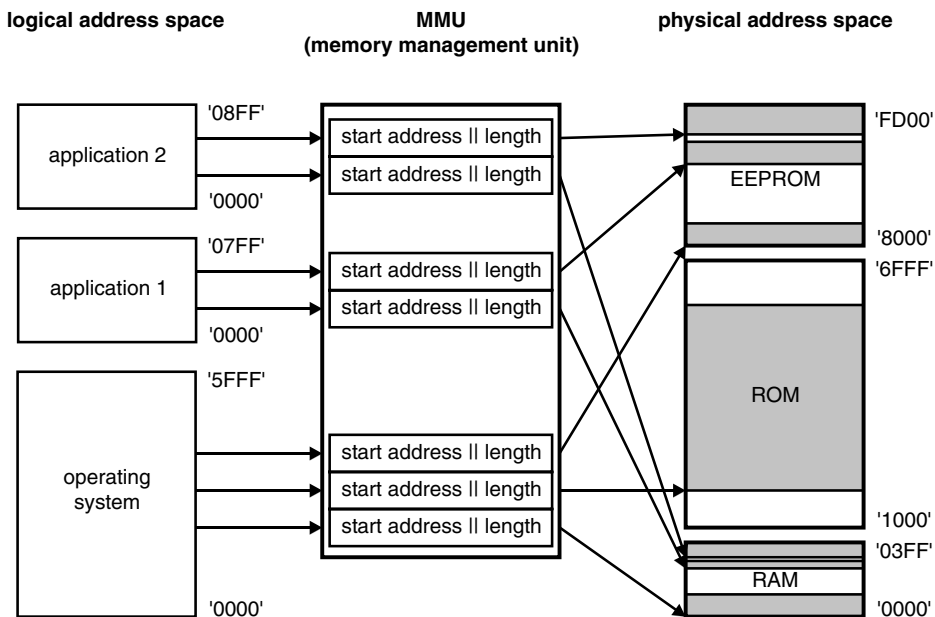 logical address space
MMU
(memory management unit)
physical address space
'08FF'
application 2
'0000'
'07FF'
application 1
'0000'
'5FFF'
operating
system
'0000'
start address || length
start address || length
start address || length
start address || length
start address || length
start address || length
start address || length
'FD00'
EEPROM
'8000'
'6FFF'
ROM
'1000'
'03FF'
RAM
'0000'